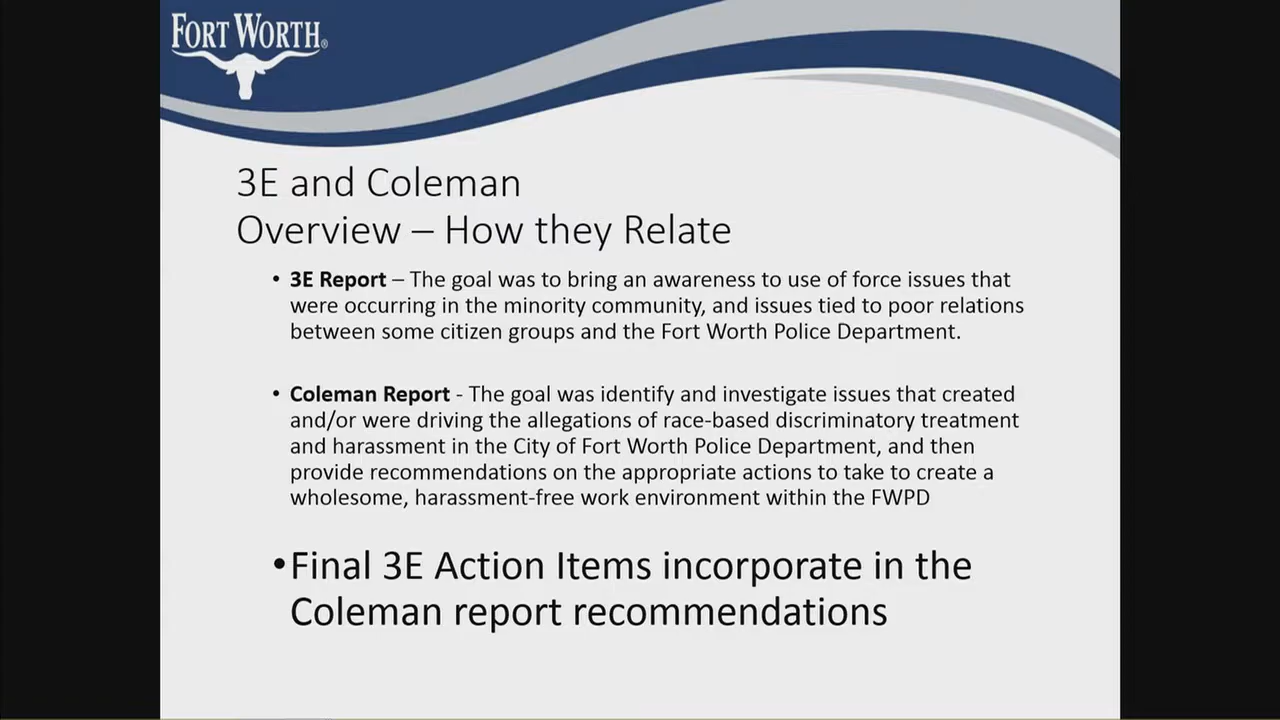 FORT WORTH®
3E and Coleman
Overview – How they Relate
• 3E Report – The goal was to bring an awareness to use of force issues that
were occurring in the minority community, and issues tied to poor relations
between some citizen groups and the Fort Worth Police Department.
• Coleman Report - The goal was identify and investigate issues that created
and/or were driving the allegations of race-based discriminatory treatment
and harassment in the City of Fort Worth Police Department, and then
provide recommendations on the appropriate actions to take to create a
wholesome, harassment-free work environment within the FWPD
•Final 3E Action Items incorporate in the
Coleman report recommendations